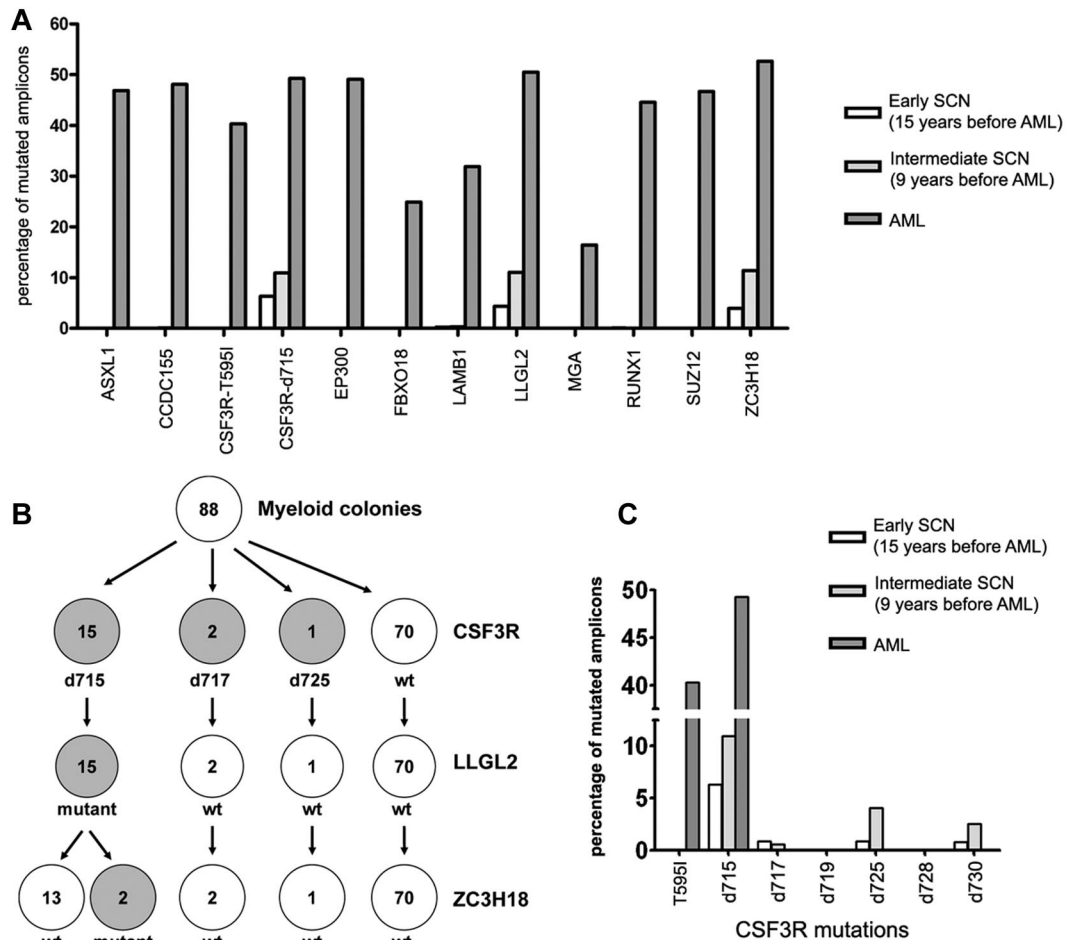 A
percentage of mutated amplicons
60
50
40
30
20
10
0
ASXL1
CCDC155
CSF3R-T595I
CSF3R-d715
EP300
FBXO18
LAMB1
LLGL2
MGA
RUNX1
SUZ12
ZC3H18
Early SCN
(15 years before AML)
Intermediate SCN
(9 years before AML)
AML
B
88 Myeloid colonies
15 2 1 70 CSF3R
d715 d717 d725 wt
15 2 1 70 LLGL2
mutant wt wt wt
13 2 2 1 70 ZC3H18
wt mutant wt wt wt
C
Early SCN
(15 years before AML)
Intermediate SCN
(9 years before AML)
AML
percentage of mutated amplicons
50
45
40
10
5
0
T595I
d715
d717
d719
d725
d728
d730
CSF3R mutations